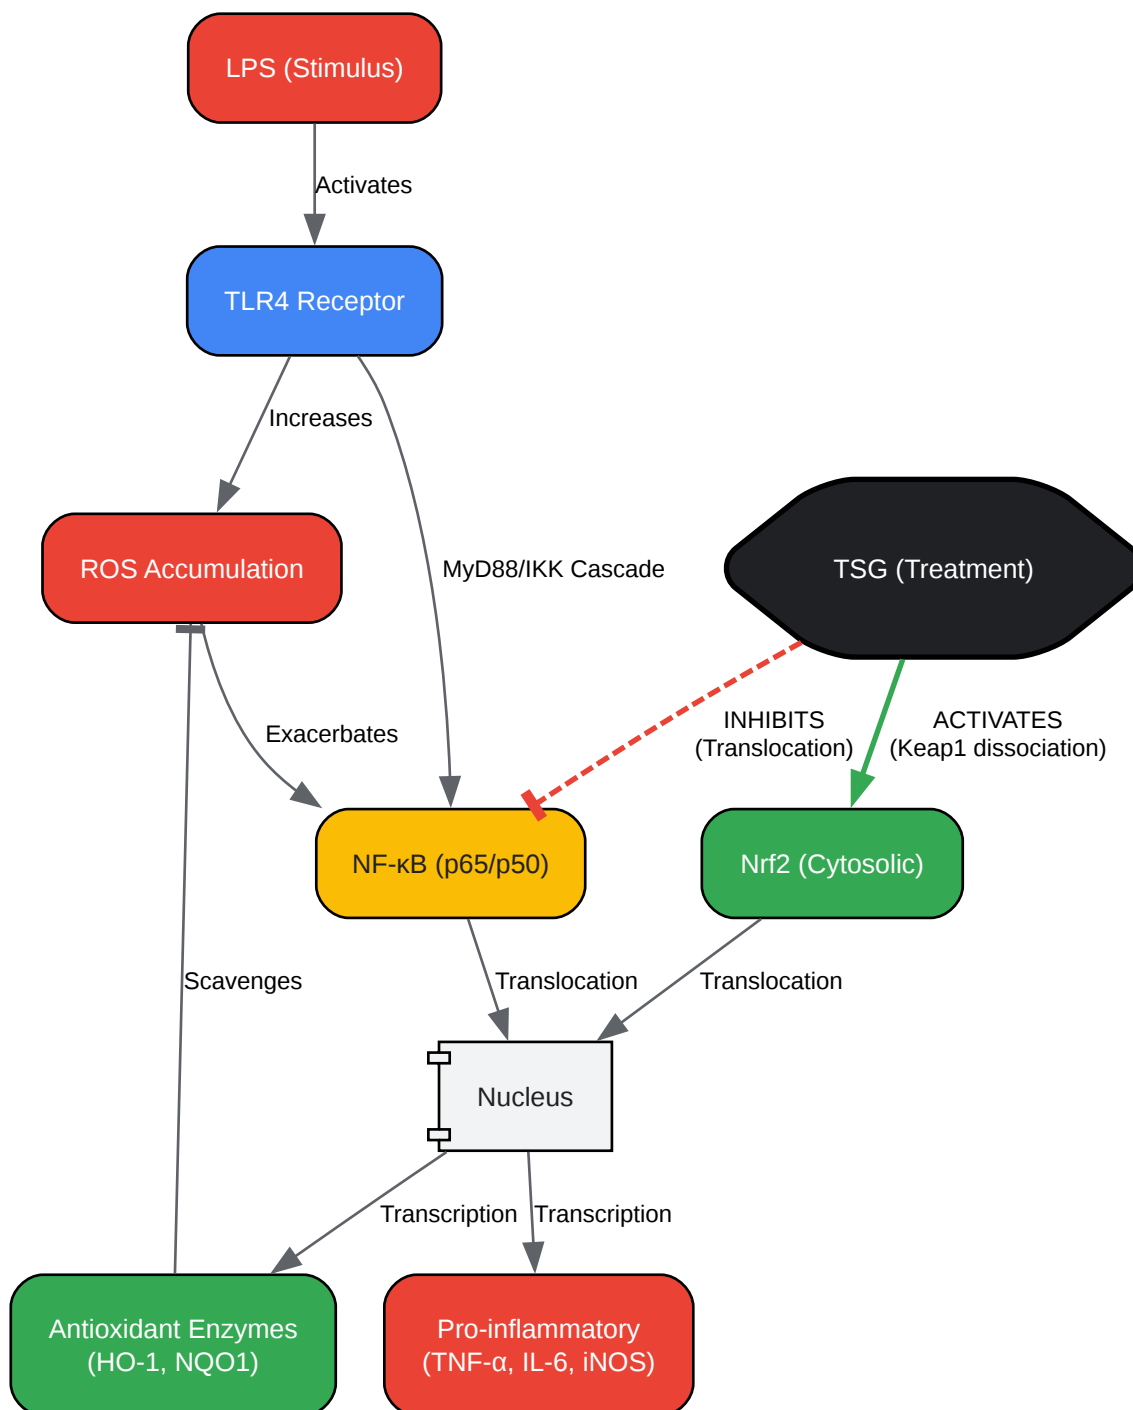 LPS (Stimulus)
Activates
TLR4 Receptor
Increases
ROS Accumulation
MyD88/IKK Cascade
TSG (Treatment)
Exacerbates
INHIBITS
(Translocation)
ACTIVATES
(Keap1 dissociation)
NF-κB (p65/p50)
Nrf2 (Cytosolic)
Scavenges
Translocation
Translocation
Nucleus
Transcription
Transcription
Antioxidant Enzymes
(HO-1, NQO1)
Pro-inflammatory
(TNF-α, IL-6, iNOS)